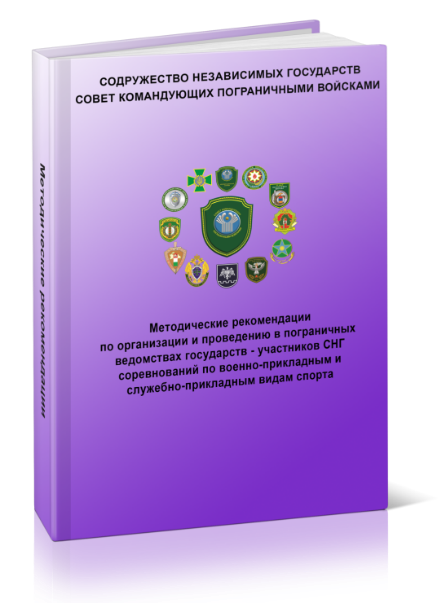 СОДРУЖЕСТВО НЕЗАВИСИМЫХ ГОСУДАРСТВ
СОВЕТ КОМАНДУЮЩИХ ПОГРАНИЧНЫМИ ВОЙСКАМИ
Методические рекомендации
по организации и проведению в пограничных
ведомствах государств - участников СНГ
соревнований по военно-прикладным и
служебно-прикладным видам спорта
Методические рекомендации